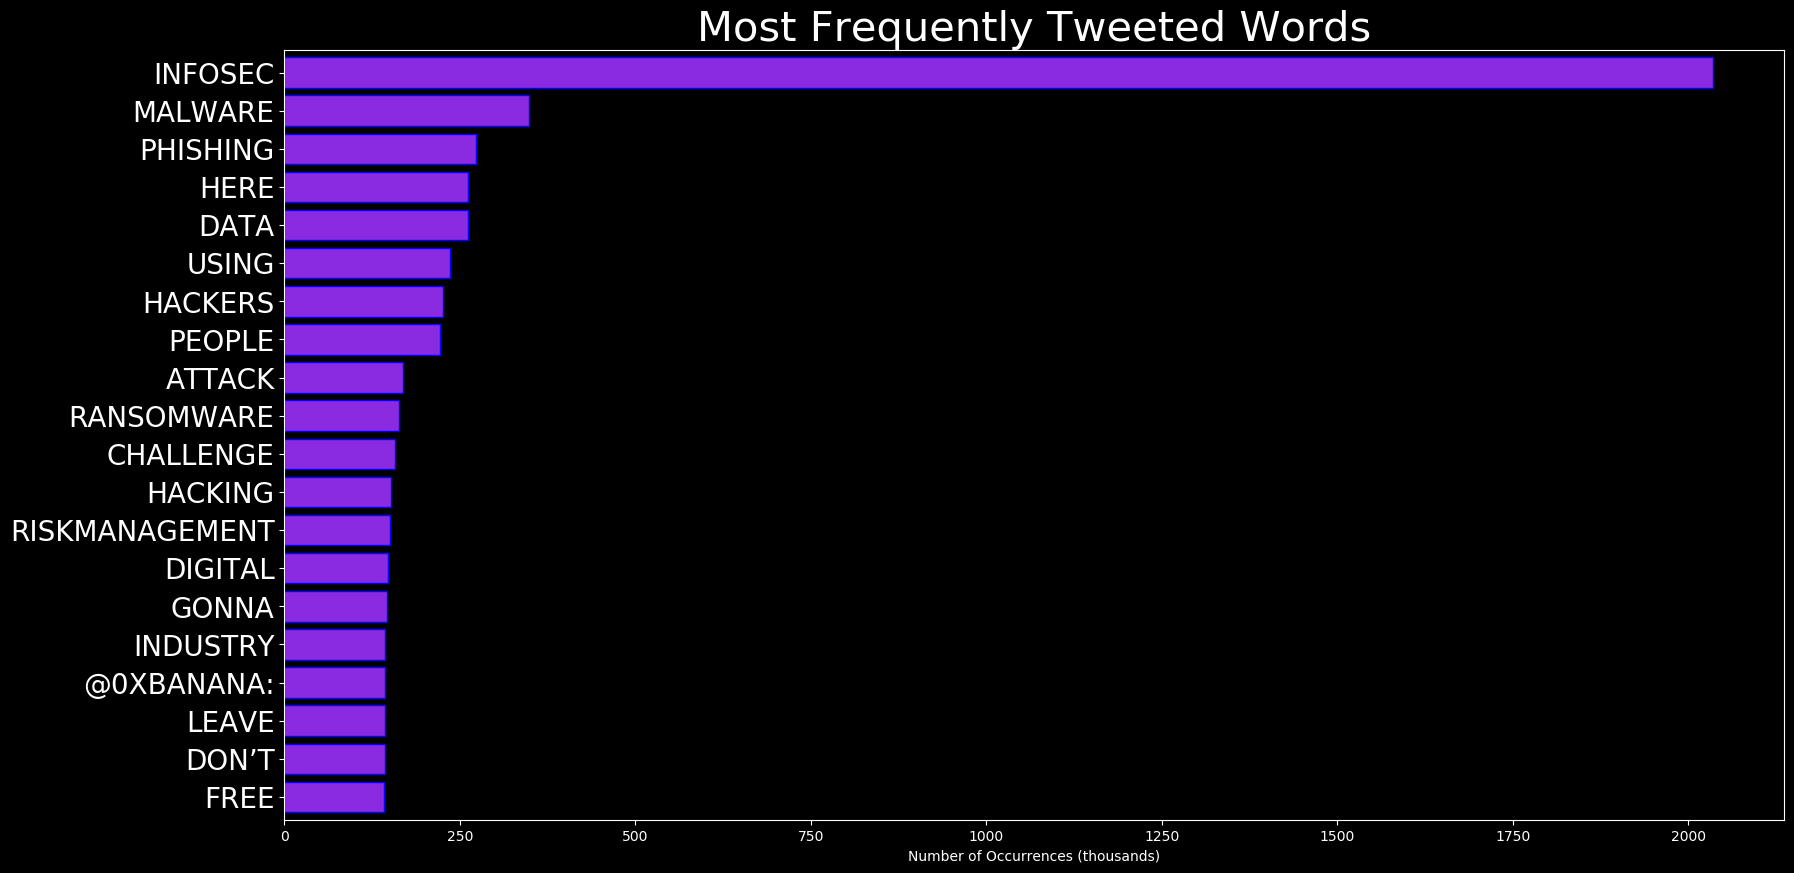 Most Frequently Tweeted Words
INFOSEC
MALWARE
PHISHING
HERE
DATA
USING
HACKERS
PEOPLE
ATTACK
RANSOMWARE
CHALLENGE
HACKING
RISKMANAGEMENT
DIGITAL
GONNA
INDUSTRY
@0XBANANA:
LEAVE
DON’T
FREE
0 250 500 750 1000 1250 1500 1750 2000
Number of Occurrences (thousands)